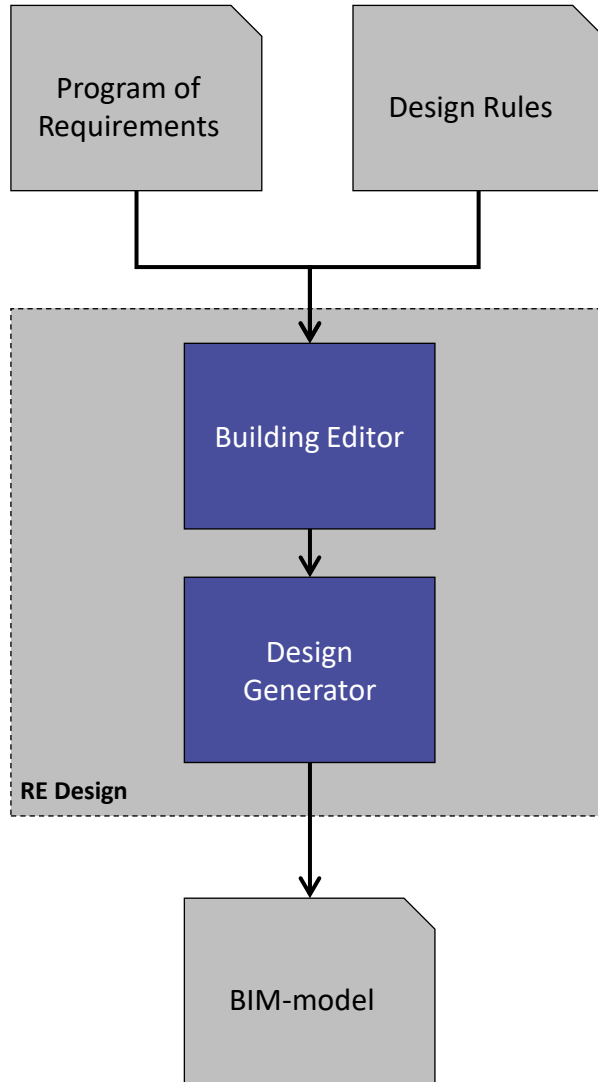 Program of
Requirements
Design Rules
Building Editor
Design
Generator
RE Design
BIM-model